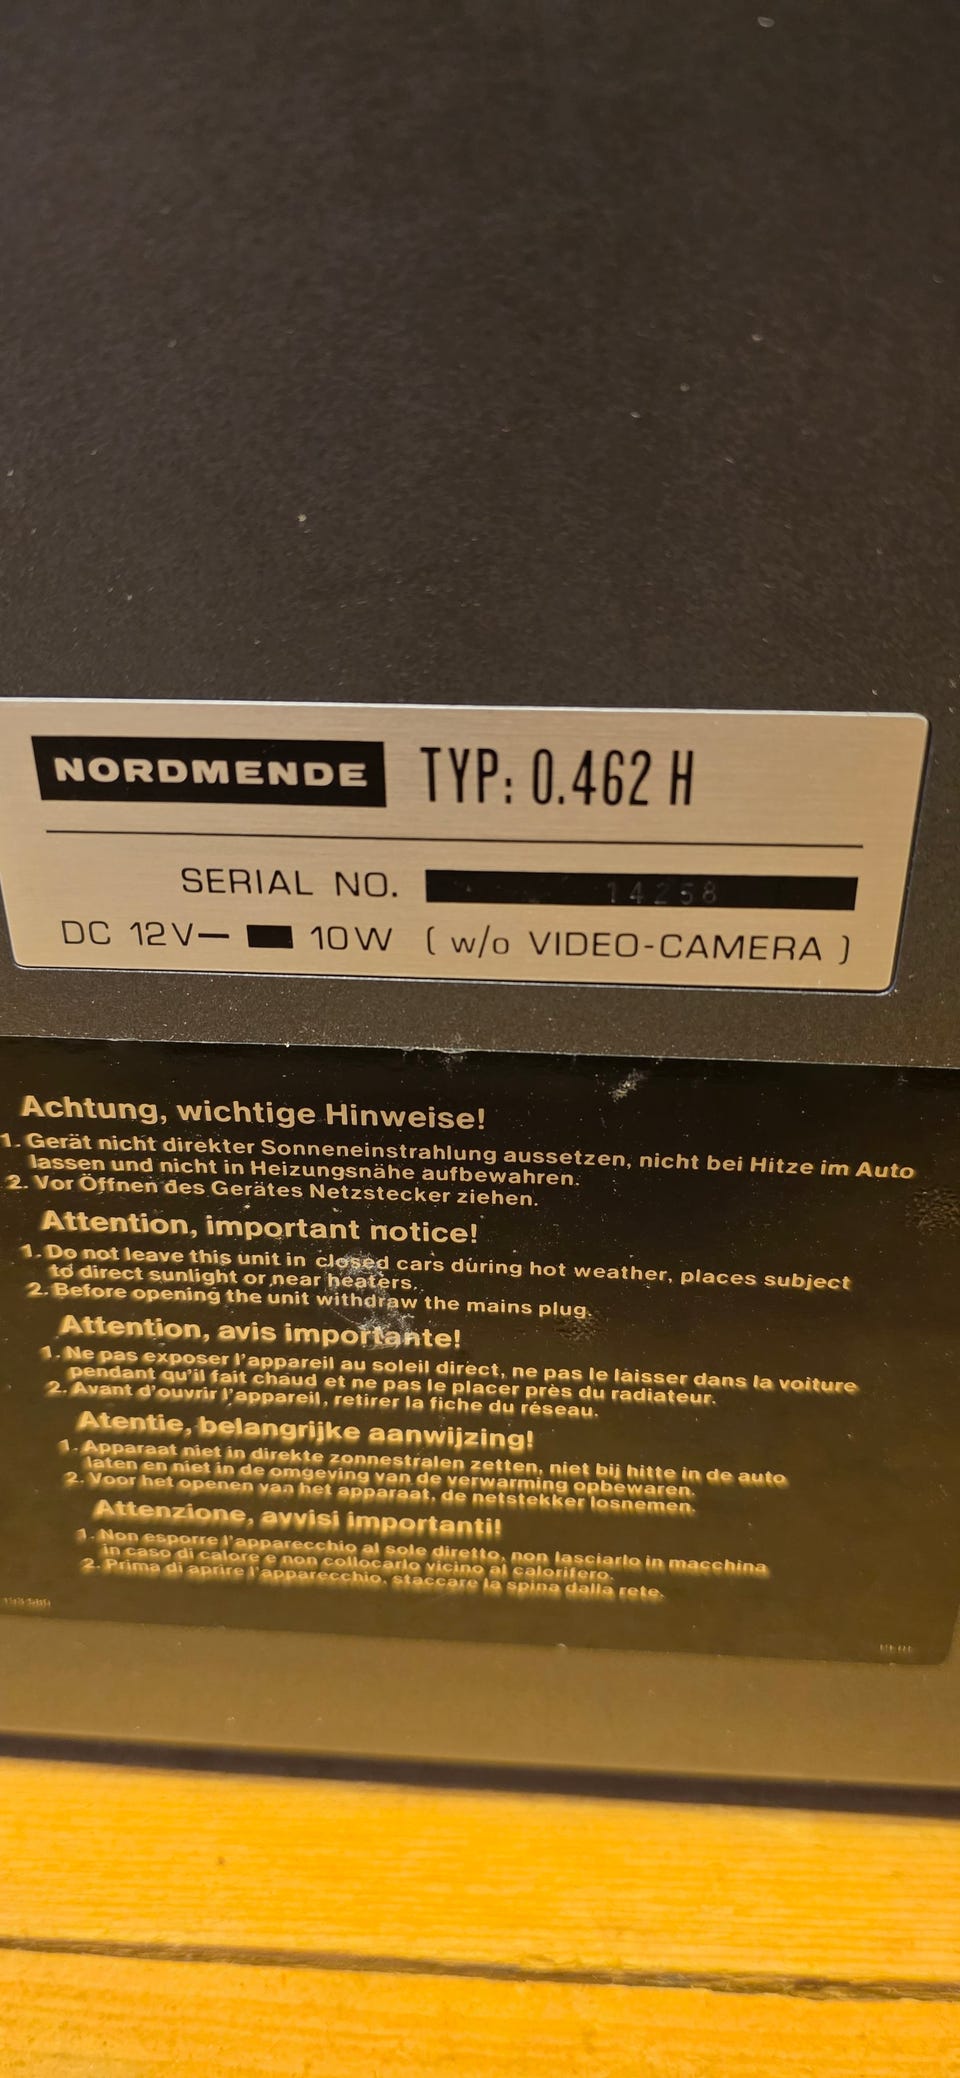 NORDMENDE TYP: 0.462 H
SERIAL NO. 14258
DC 12V 10W ( w/o VIDEO-CAMERA )
Achtung, wichtige Hinweise!
1. Gerät nicht direkter Sonneneinstrahlung aussetzen, nicht bei Hitze im Auto
lassen und nicht in Heizungsnähe aufbewahren.
2. Vor Öffnen des Gerätes Netzstecker ziehen.
Attention, important notice!
1. Do not leave this unit in closed cars during hot weather, places subject
to direct sunlight or near heaters.
2. Before opening the unit withdraw the mains plug.
Attention, avis importante!
1. Ne pas exposer l'appareil au soleil direct, ne pas le laisser dans la voiture
pendant qu'il fait chaud et ne pas le placer près du radiateur.
2. Avant d'ouvrir l'appareil, retirer la fiche du réseau.
Atentie, belangrijke aanwijzing!
1. Apparaat niet in direkte zonnestralen zetten, niet bij hitte in de auto
laten en niet in de omgeving van de verwarming opbewaren.
2. Voor het openen van het apparaat, de netstekker losnemen.
Attenzione, avvisi importanti!
1. Non esporre l'apparecchio al sole diretto, non lasciarlo in macchina
in caso di calore e non collocarlo vicino al calorifero.
2. Prima di aprire l'apparecchio, staccare la spina dalla rete.